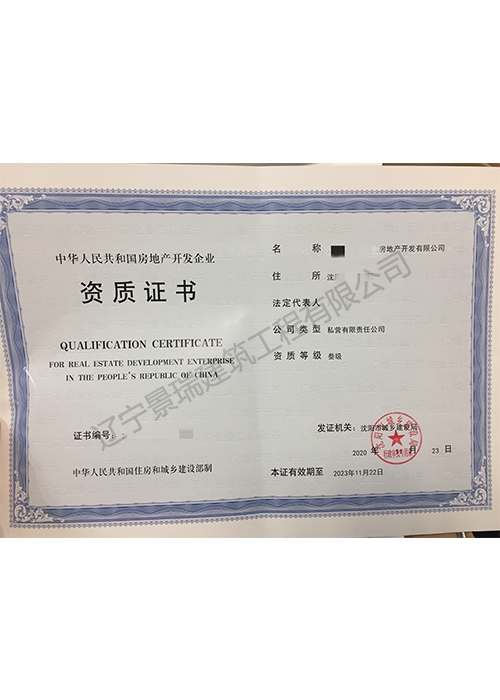 中华人民共和国房地产开发企业
资质证书
QUALIFICATION CERTIFICATE
FOR REAL ESTATE DEVELOPMENT ENTERPRISE
IN THE PEOPLE'S REPUBLIC OF CHINA
证书编号:
中华人民共和国住房和城乡建设部制
名 称 房地产开发有限公司
住 所 沈
法定代表人
公司类型 私营有限责任公司
资质等级 叁级
发证机关: 沈阳市城乡建设局
2020 年 23 日
本证有效期至 2023年11月22日
辽宁景瑞建筑工程有限公司